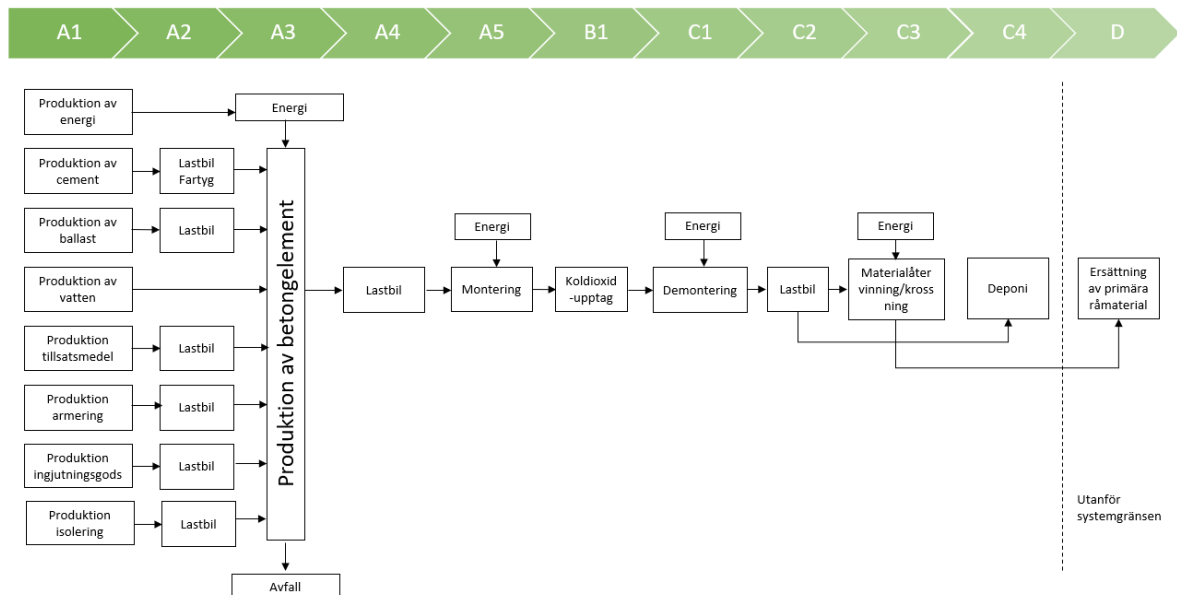 A1
A2
A3
A4
A5
B1
C1
C2
C3
C4
D
Produktion av
energi
Energi
Produktion av
cement
Lastbil
Fartyg
Produktion av
ballast
Lastbil
Produktion av
vatten
Produktion
tillsatsmedel
Lastbil
Produktion
armering
Lastbil
Produktion
ingjutningsgods
Lastbil
Produktion
isolering
Lastbil
Produktion av betongelement
Avfall
Lastbil
Energi
Montering
Koldioxid
-upptag
Energi
Demontering
Lastbil
Energi
Materialåter
vinning/kross
ning
Deponi
Ersättning
av primära
råmaterial
Utanför
systemgränsen